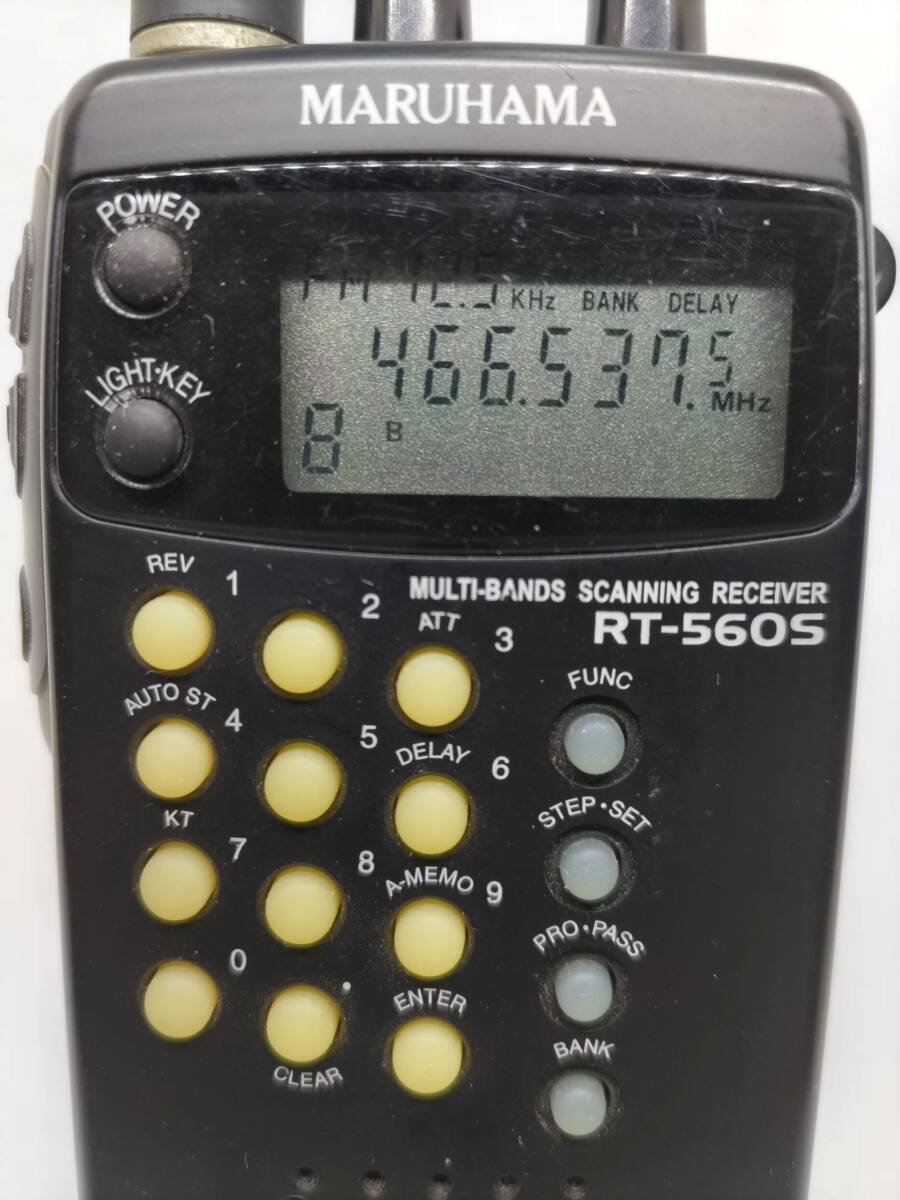 MARUHAMA
POWER
FM 12.5 KHz BANK DELAY
466.537.5 MHz
LIGHT·KEY
8 B
REV 1
2
MULTI-BANDS SCANNING RECEIVER
RT-560S
ATT 3
FUNC
AUTO ST 4
5
DELAY 6
STEP·SET
KT 7
8
A-MEMO 9
PRO·PASS
0
ENTER
BANK
CLEAR